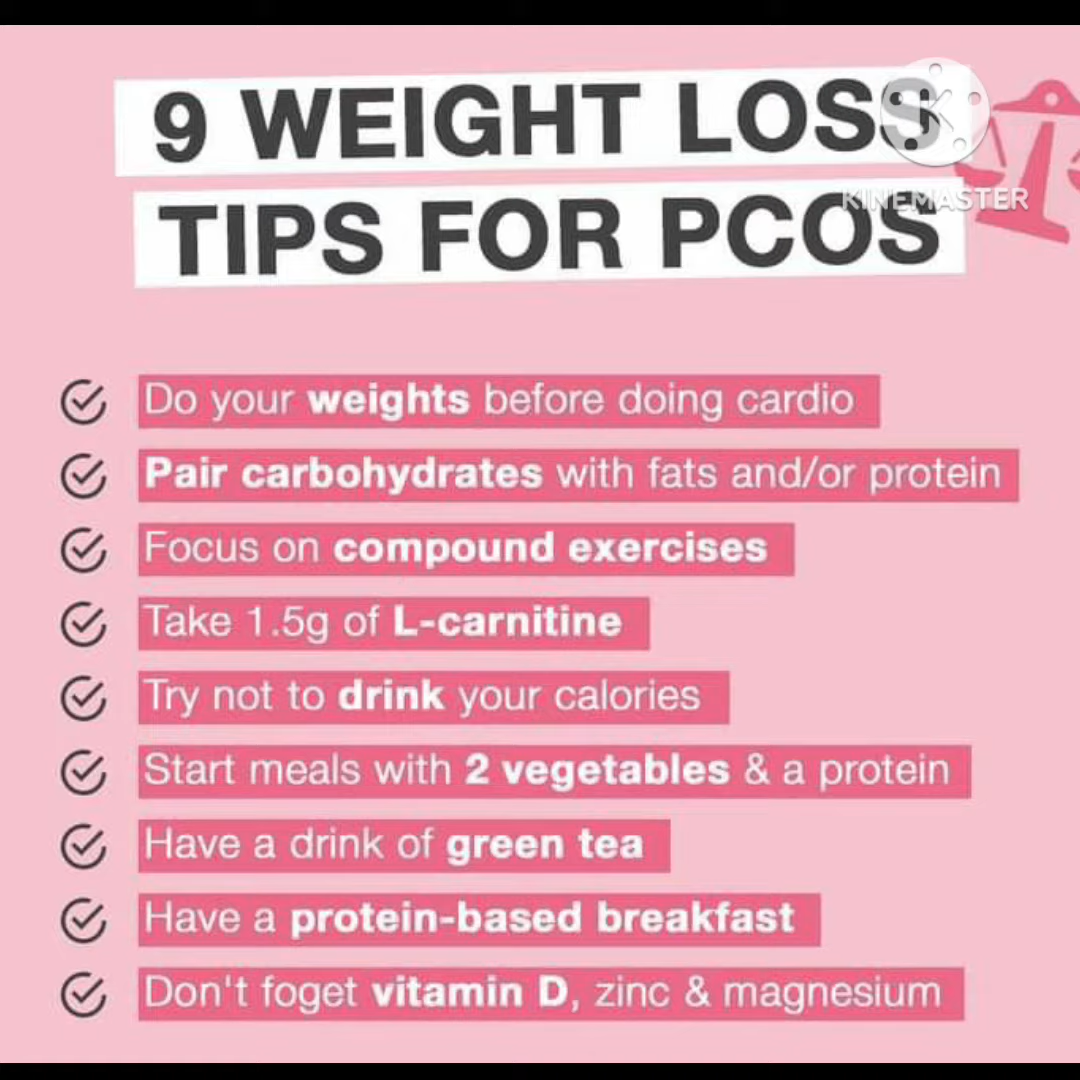 9 WEIGHT LOSS
TIPS FOR PCOS
KINEMASTER
Do your weights before doing cardio
Pair carbohydrates with fats and/or protein
Focus on compound exercises
Take 1.5g of L-carnitine
Try not to drink your calories
Start meals with 2 vegetables & a protein
Have a drink of green tea
Have a protein-based breakfast
Don't foget vitamin D, zinc & magnesium